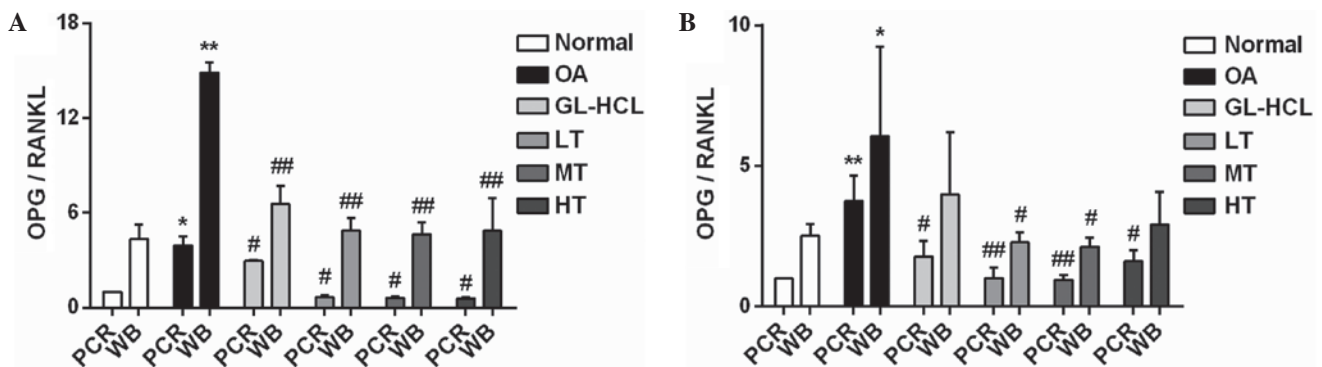 A
OPG / RANKL
18
12
6
0
*
**
#
##
#
##
#
##
#
##
PCR
WB
PCR
WB
PCR
WB
PCR
WB
PCR
WB
PCR
WB
Normal
OA
GL-HCL
LT
MT
HT
B
OPG / RANKL
10
5
0
**
*
#
##
#
##
#
#
PCR
WB
PCR
WB
PCR
WB
PCR
WB
PCR
WB
PCR
WB
Normal
OA
GL-HCL
LT
MT
HT